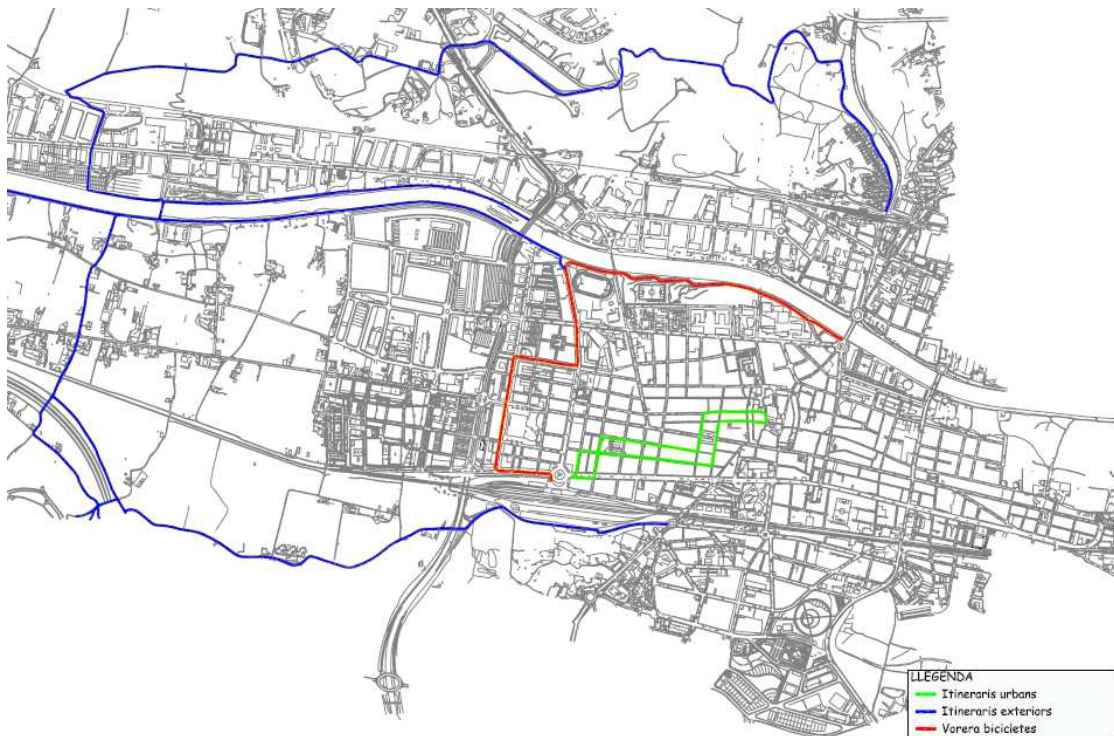 LLEGENDA
Itineraris urbans
Itineraris exteriors
Vorera bicicletes